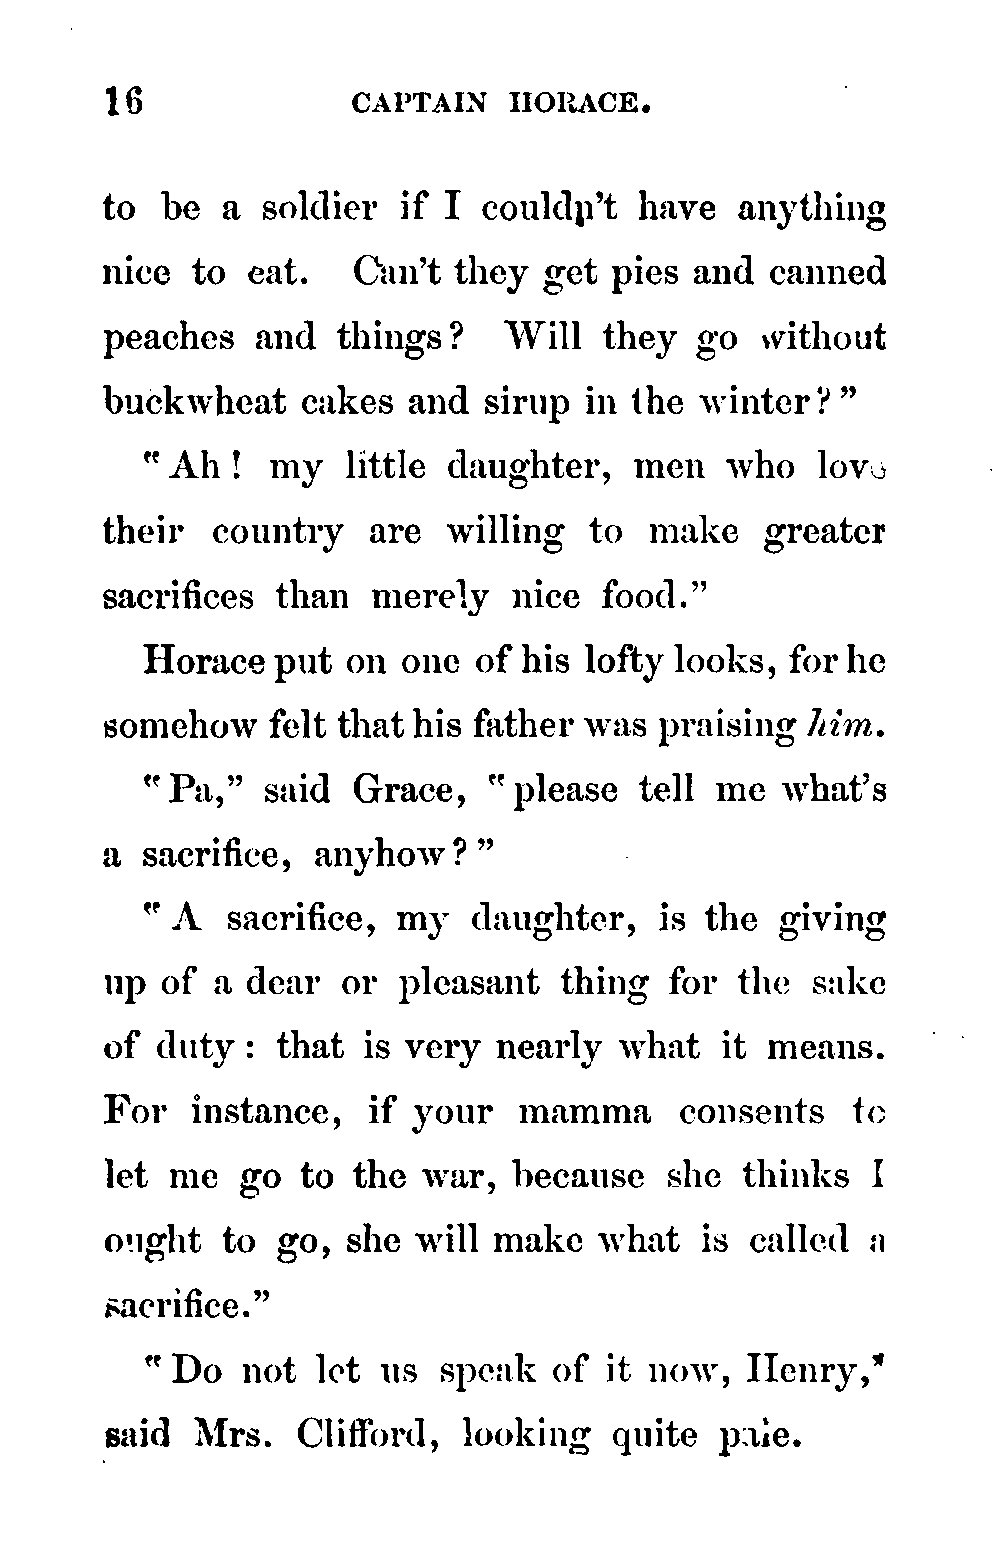 16 CAPTAIN HORACE.
to be a soldier if I couldn't have anything
nice to eat. Can't they get pies and canned
peaches and things? Will they go without
buckwheat cakes and sirup in the winter?"
"Ah! my little daughter, men who love
their country are willing to make greater
sacrifices than merely nice food."
Horace put on one of his lofty looks, for he
somehow felt that his father was praising him.
"Pa," said Grace, "please tell me what's
a sacrifice, anyhow?"
"A sacrifice, my daughter, is the giving
up of a dear or pleasant thing for the sake
of duty: that is very nearly what it means.
For instance, if your mamma consents to
let me go to the war, because she thinks I
ought to go, she will make what is called a
sacrifice."
"Do not let us speak of it now, Henry,"
said Mrs. Clifford, looking quite pale.